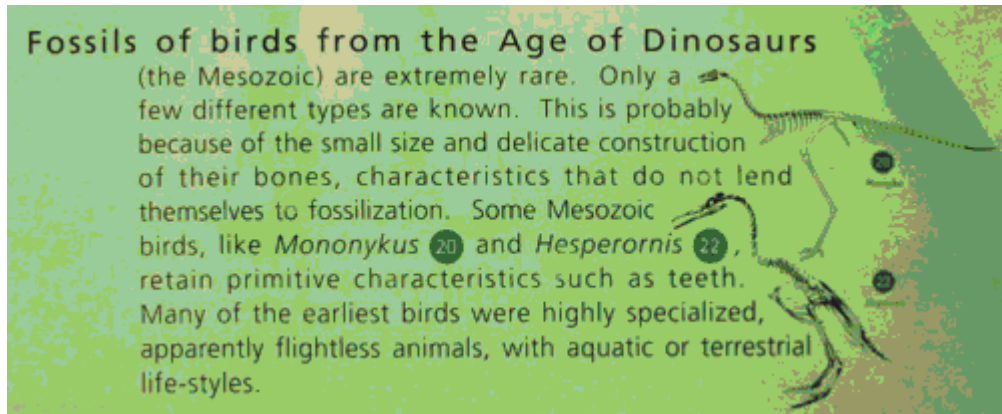 Fossils of birds from the Age of Dinosaurs
(the Mesozoic) are extremely rare. Only a
few different types are known. This is probably
because of the small size and delicate construction
of their bones, characteristics that do not lend
themselves to fossilization. Some Mesozoic
birds, like Mononykus 20 and Hesperornis 22,
retain primitive characteristics such as teeth.
Many of the earliest birds were highly specialized,
apparently flightless animals, with aquatic or terrestrial
life-styles.
20
22